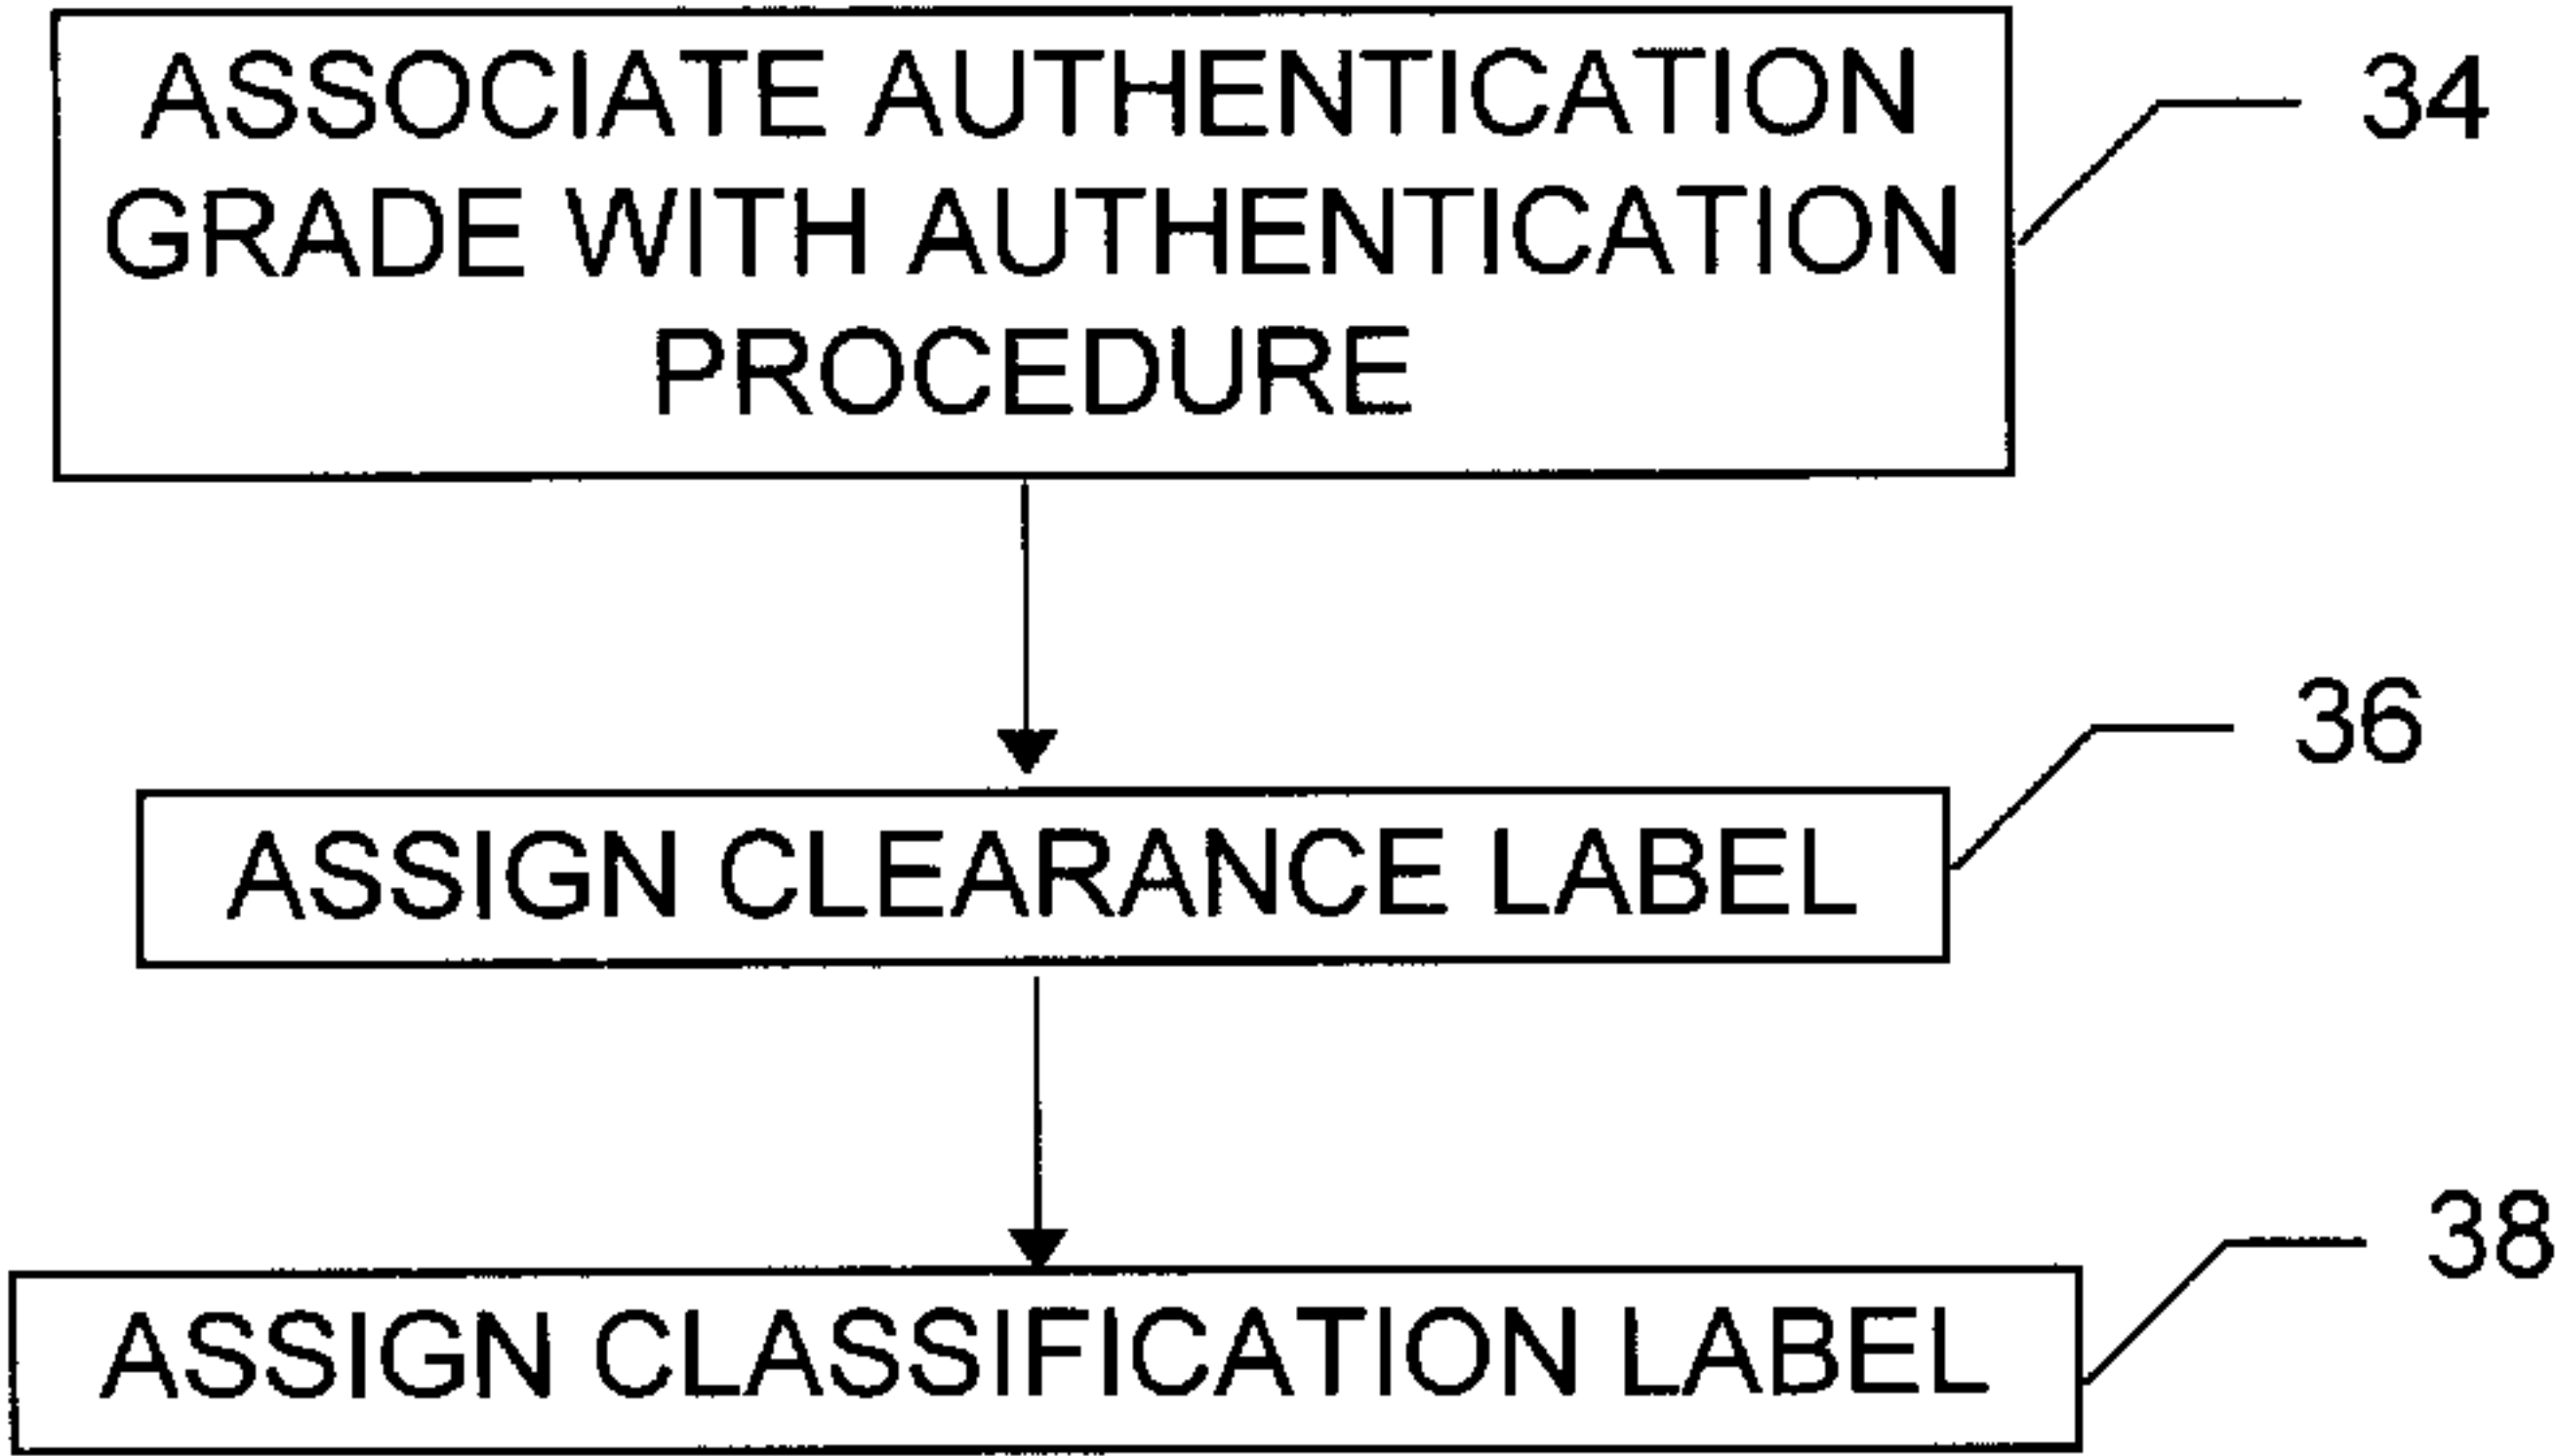 ASSOCIATE AUTHENTICATION
GRADE WITH AUTHENTICATION
PROCEDURE
34
ASSIGN CLEARANCE LABEL
36
ASSIGN CLASSIFICATION LABEL
38